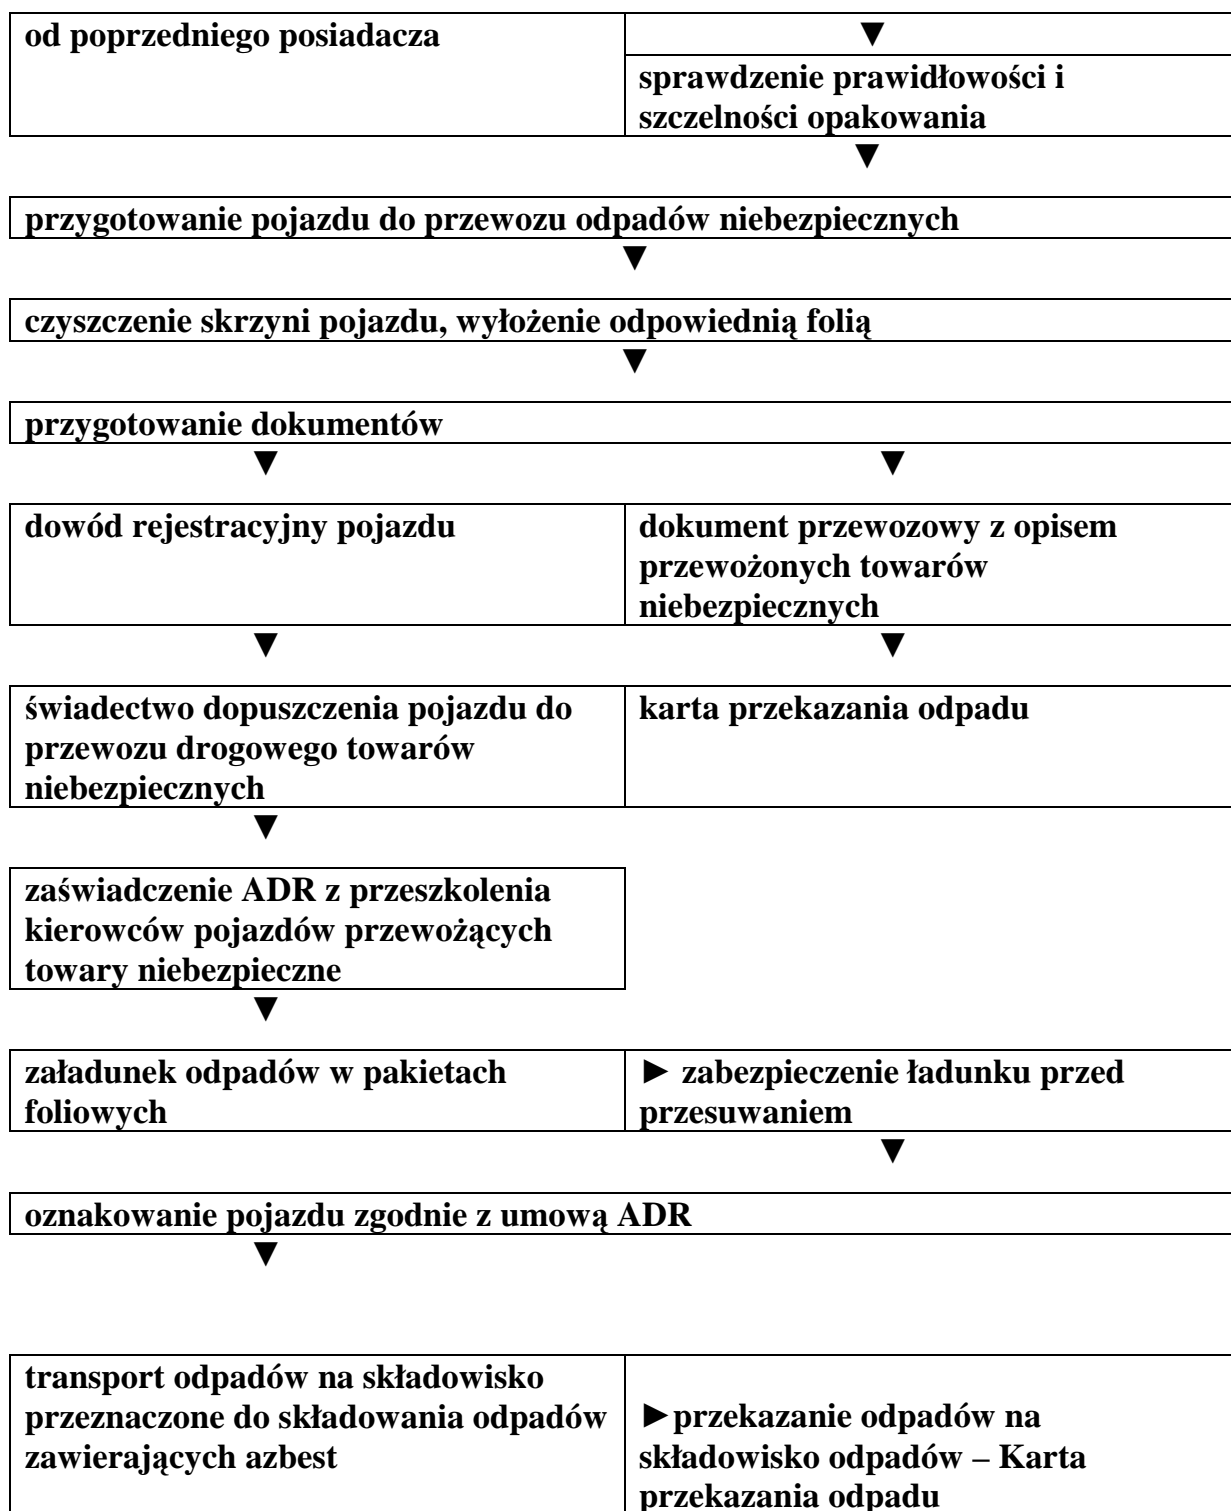 od poprzedniego posiadacza
▼
sprawdzenie prawidłowości i
szczelności opakowania
▼
przygotowanie pojazdu do przewozu odpadów niebezpiecznych
▼
czyszczenie skrzyni pojazdu, wyłożenie odpowiednią folią
▼
przygotowanie dokumentów
▼ ▼
dowód rejestracyjny pojazdu
dokument przewozowy z opisem
przewożonych towarów
niebezpiecznych
▼ ▼
świadectwo dopuszczenia pojazdu do
przewozu drogowego towarów
niebezpiecznych
karta przekazania odpadu
▼
zaświadczenie ADR z przeszkolenia
kierowców pojazdów przewożących
towary niebezpieczne
▼
załadunek odpadów w pakietach
foliowych
► zabezpieczenie ładunku przed
przesuwaniem
▼
oznakowanie pojazdu zgodnie z umową ADR
▼
transport odpadów na składowisko
przeznaczone do składowania odpadów
zawierających azbest
►przekazanie odpadów na
składowisko odpadów – Karta
przekazania odpadu